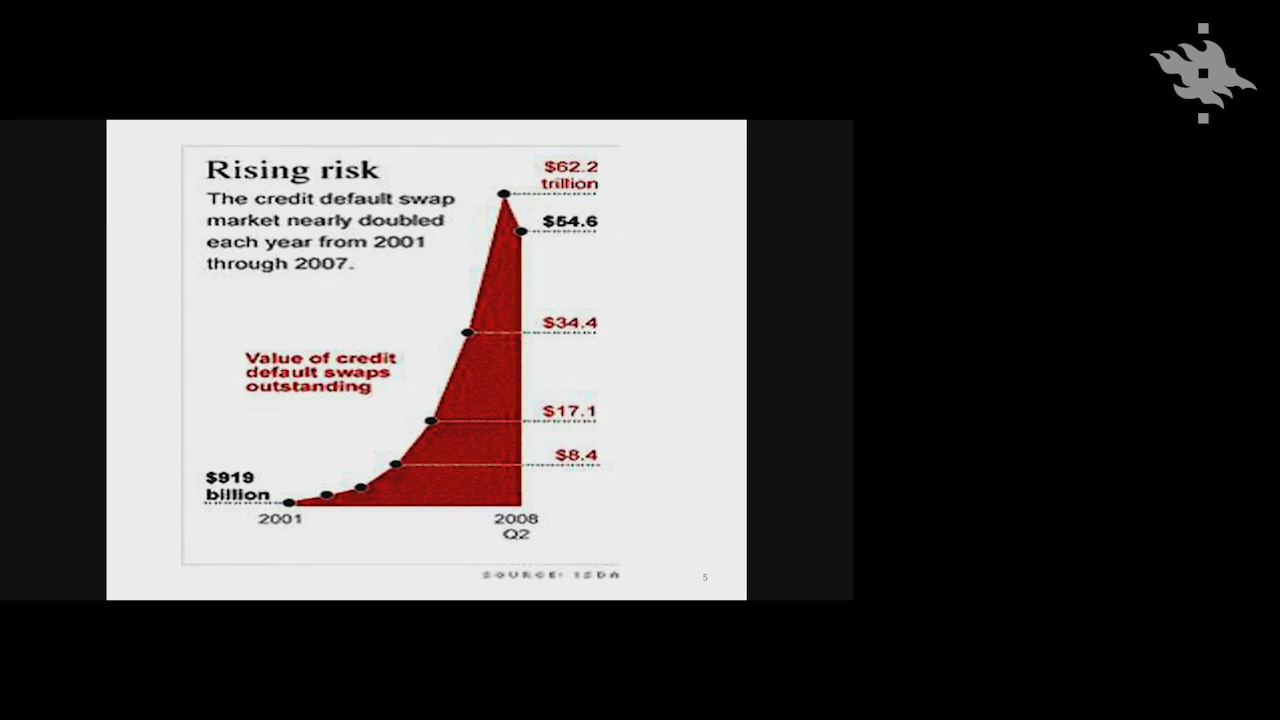 Rising risk
The credit default swap
market nearly doubled
each year from 2001
through 2007.
$62.2
trillion
$54.6
$34.4
Value of credit
default swaps
outstanding
$17.1
$8.4
$919
billion
2001
2008
Q2
SOURCE: ISDA
5